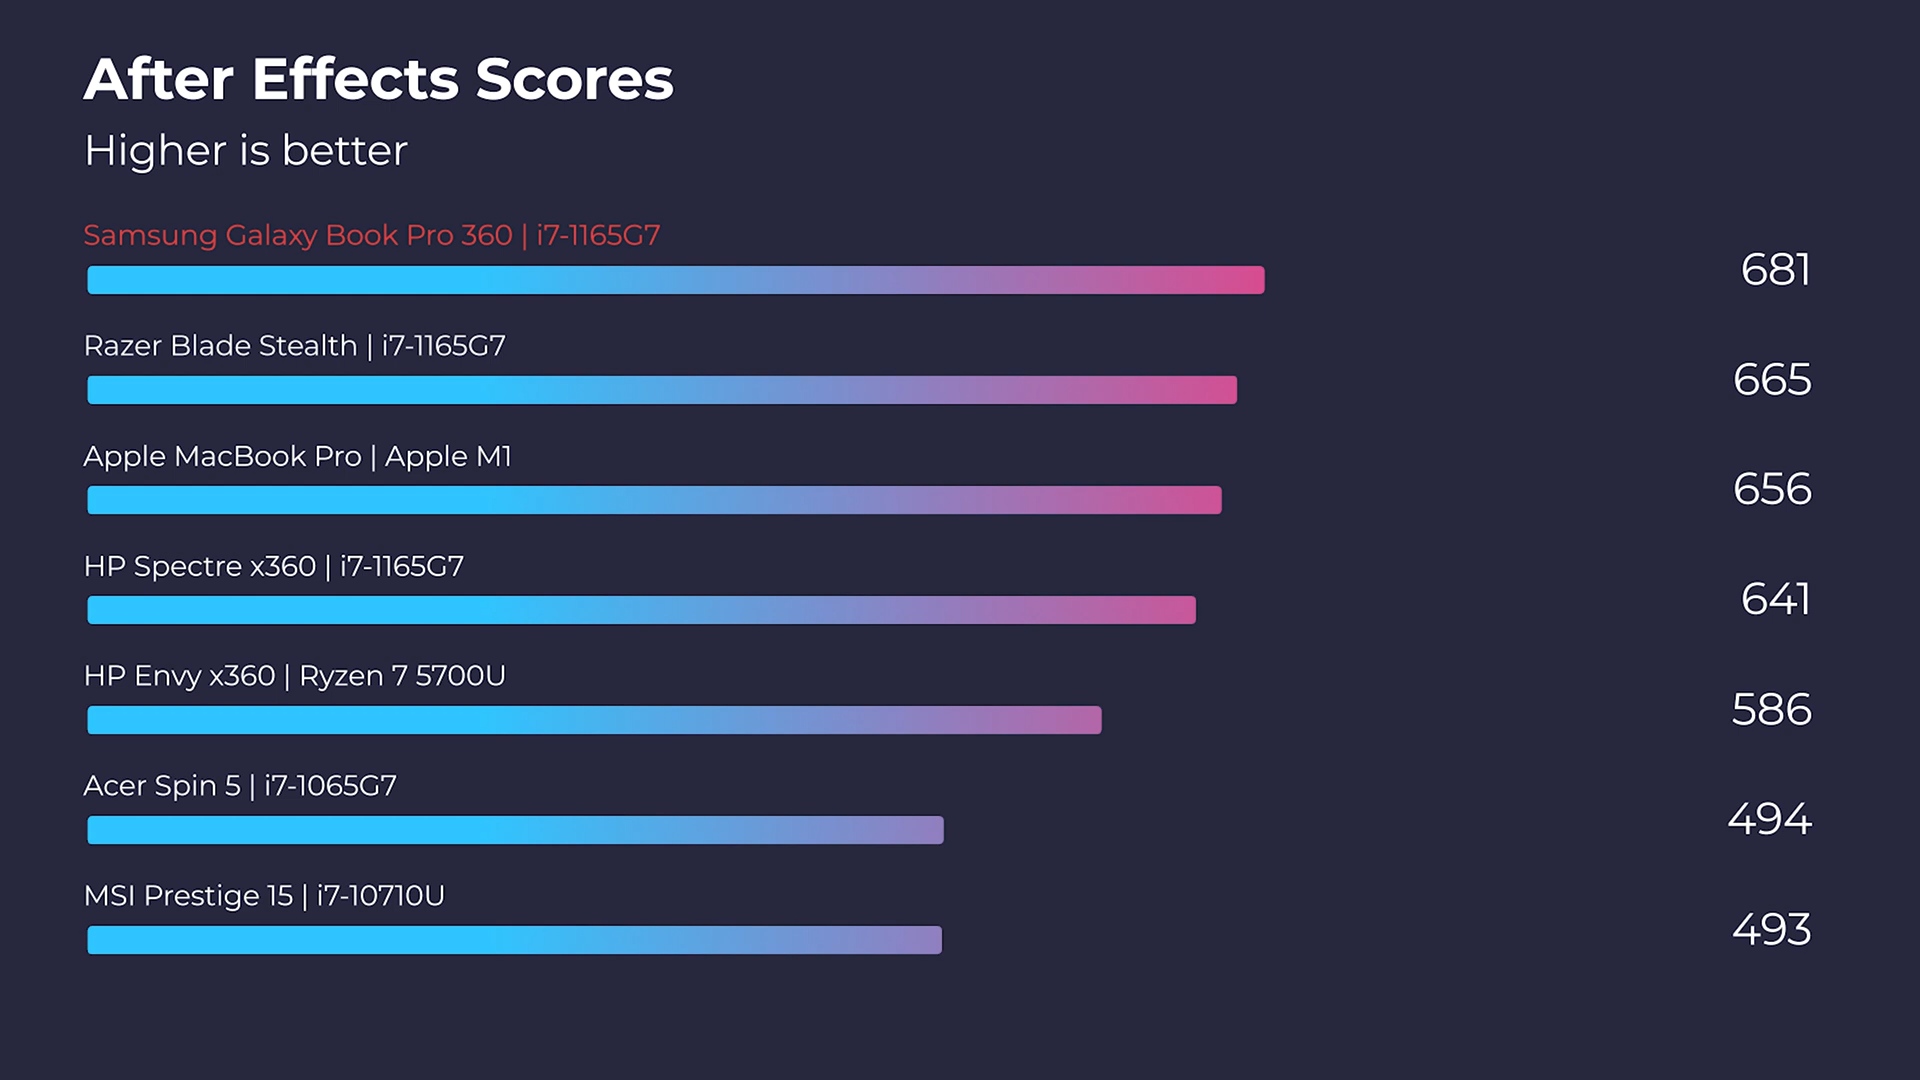 After Effects Scores
Higher is better
Samsung Galaxy Book Pro 360 | i7-1165G7
681
Razer Blade Stealth | i7-1165G7
665
Apple MacBook Pro | Apple M1
656
HP Spectre x360 | i7-1165G7
641
HP Envy x360 | Ryzen 7 5700U
586
Acer Spin 5 | i7-1065G7
494
MSI Prestige 15 | i7-10710U
493